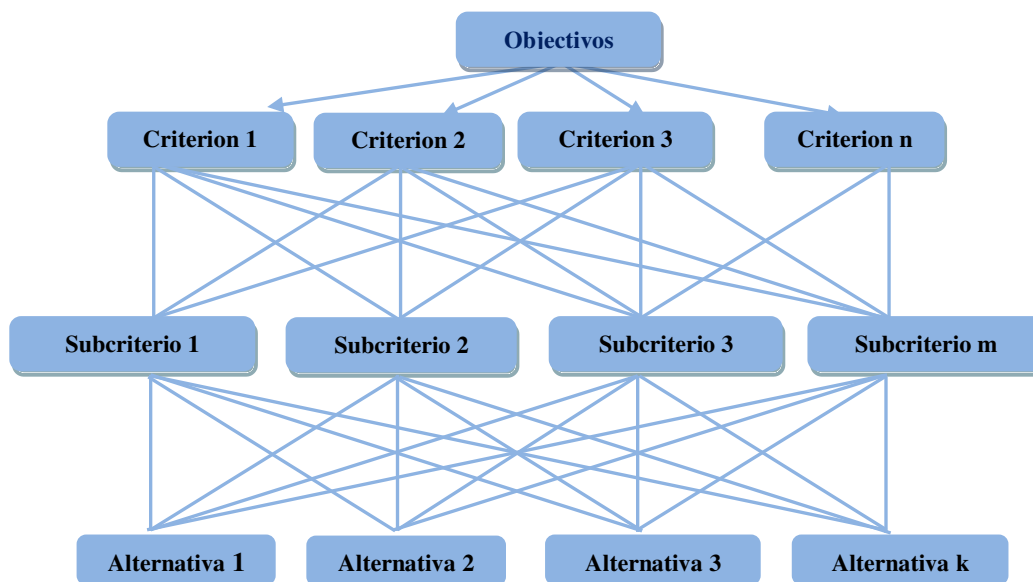 Objectivos
Criterion 1
Criterion 2
Criterion 3
Criterion n
Subcriterio 1
Subcriterio 2
Subcriterio 3
Subcriterio m
Alternativa 1
Alternativa 2
Alternativa 3
Alternativa k